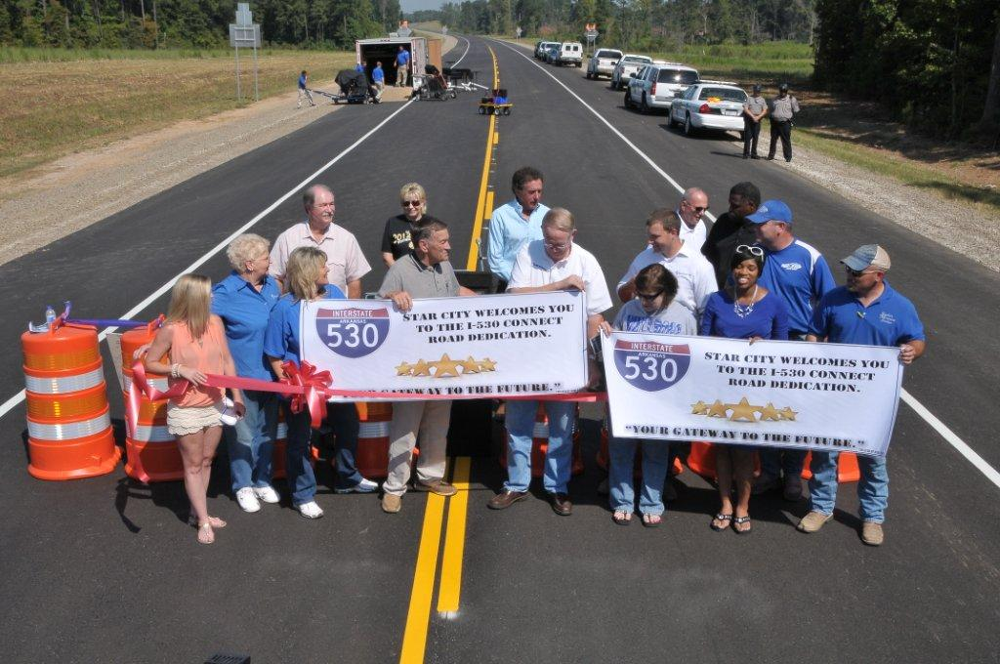 INTERSTATE
ARKANSAS
530
STAR CITY WELCOMES YOU
TO THE I-530 CONNECT
ROAD DEDICATION.
GATEWAY TO THE FUTURE."
INTERSTATE
ARKANSAS
530
STAR CITY WELCOMES YOU
TO THE I-530 CONNECT
ROAD DEDICATION.
"YOUR GATEWAY TO THE FUTURE."
2012